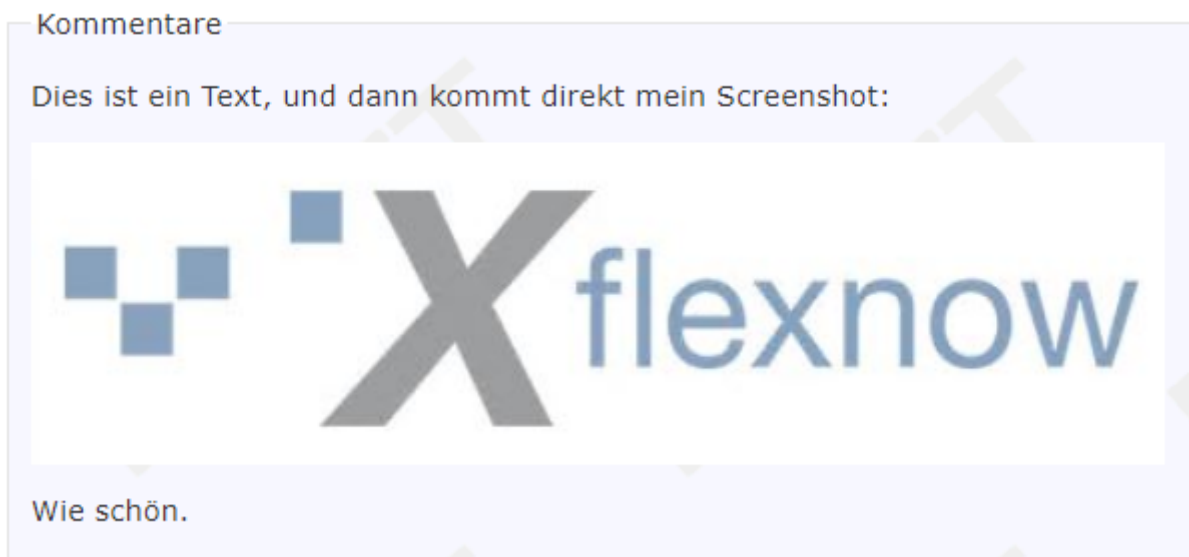 Kommentare
Dies ist ein Text, und dann kommt direkt mein Screenshot:
X flexnow
Wie schön.